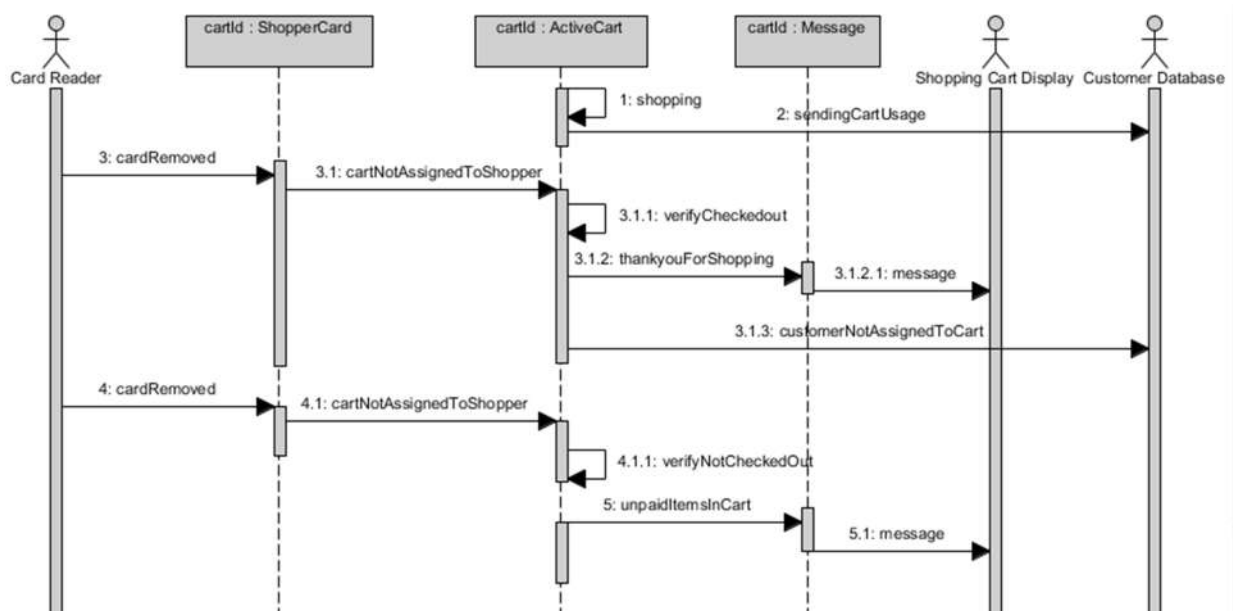 cartId : ShopperCard
cartId : ActiveCart
cartId : Message
Card Reader
Shopping Cart Display
Customer Database
1: shopping
2: sendingCartUsage
3: cardRemoved
3.1: cartNotAssignedToShopper
3.1.1: verifyCheckedout
3.1.2: thankyouForShopping
3.1.2.1: message
3.1.3: customerNotAssignedToCart
4: cardRemoved
4.1: cartNotAssignedToShopper
4.1.1: verifyNotCheckedOut
5: unpaidItemsInCart
5.1: message